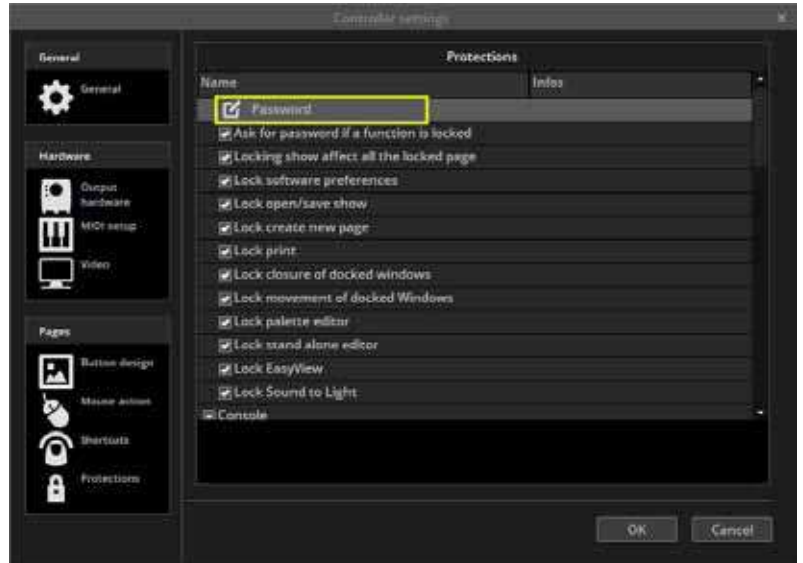 Controller settings
General
General
Hardware
Output
hardware
MIDI setup
Video
Pages
Button design
Mouse action
Shortcuts
Protections
Protections
Name Infos
Password
Ask for password if a function is locked
Locking show affect all the locked page
Lock software preferences
Lock open/save show
Lock create new page
Lock print
Lock closure of docked windows
Lock movement of docked Windows
Lock palette editor
Lock stand alone editor
Lock EasyView
Lock Sound to Light
Console
OK Cancel